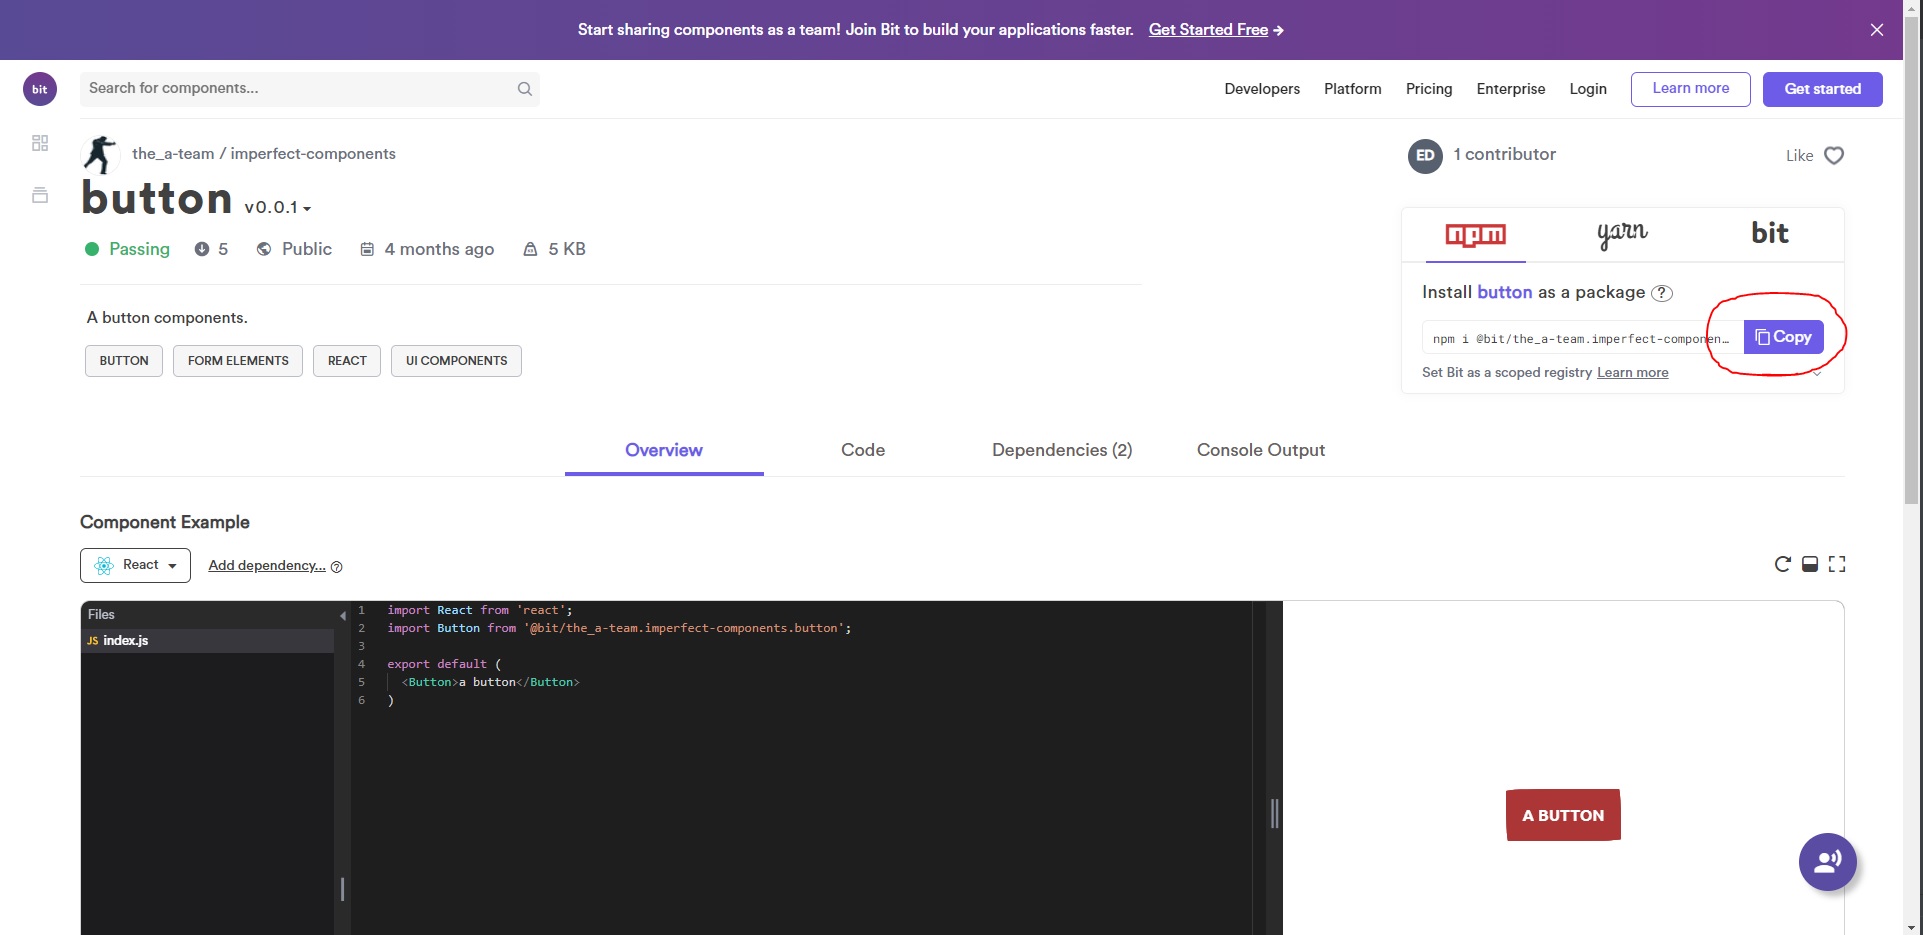 Start sharing components as a team! Join Bit to build your applications faster. Get Started Free →
bit
Search for components...
Developers Platform Pricing Enterprise Login Learn more Get started
the_a-team / imperfect-components
ED 1 contributor
Like
button v0.0.1
Passing 5 Public 4 months ago 5 KB
npm yarn bit
Install button as a package ?
npm i @bit/the_a-team.imperfect-componen… Copy
Set Bit as a scoped registry Learn more
A button components.
BUTTON FORM ELEMENTS REACT UI COMPONENTS
Overview Code Dependencies (2) Console Output
Component Example
React Add dependency... ?
Files
JS index.js
1 import React from 'react';
2 import Button from '@bit/the_a-team.imperfect-components.button';
3
4 export default (
5 <Button>a button</Button>
6 )
A BUTTON